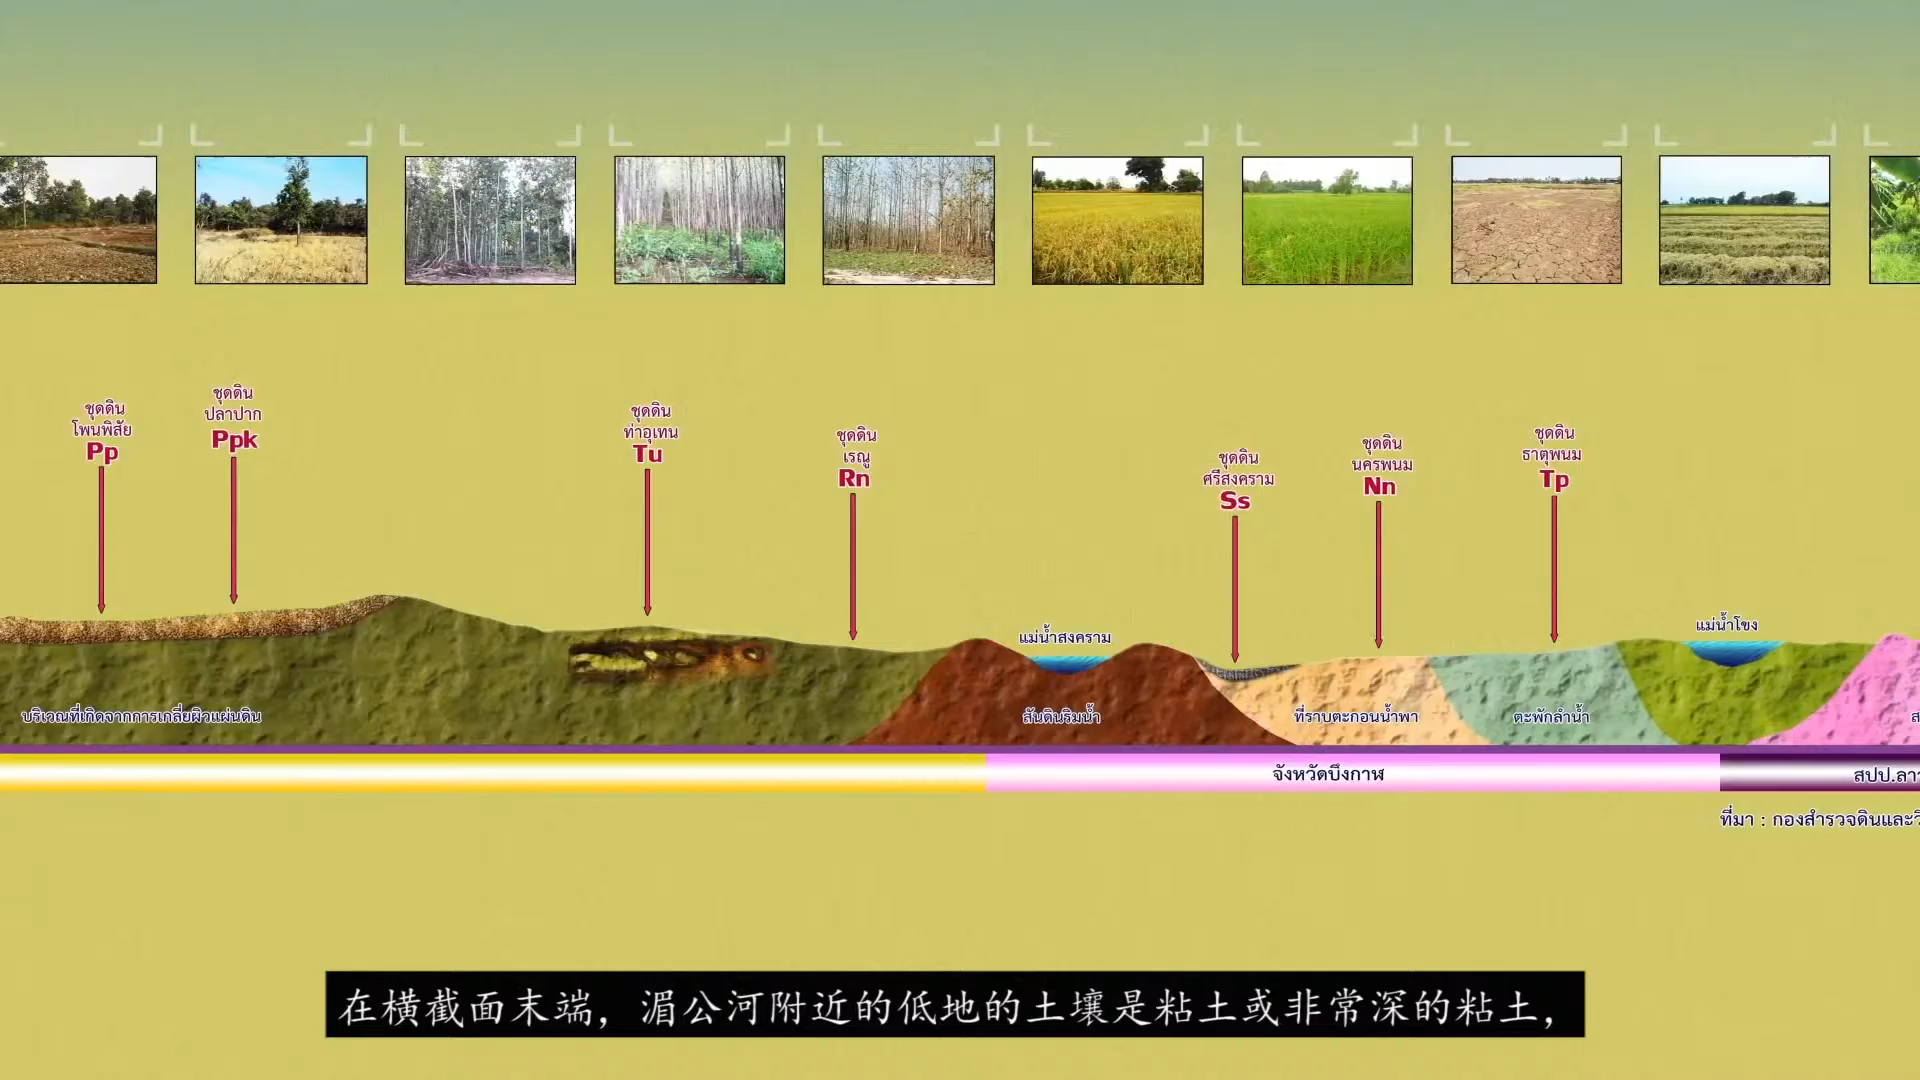 ชุดดิน
โพนพิสัย
Pp
ชุดดิน
ปลาปาก
Ppk
ชุดดิน
ท่าอุเทน
Tu
ชุดดิน
เรณู
Rn
ชุดดิน
ศรีสงคราม
Ss
ชุดดิน
นครพนม
Nn
ชุดดิน
ธาตุพนม
Tp
แม่น้ำสงคราม
แม่น้ำโขง
บริเวณที่เกิดจากการเกลี่ยผิวแผ่นดิน
สันดินริมน้ำ
ที่ราบตะกอนน้ำพา
ตะพักลำน้ำ
จังหวัดบึงกาฬ
สปป.ลาว
ที่มา : กองสำรวจดินและวิ
在横截面末端，湄公河附近的低地的土壤是粘土或非常深的粘土，